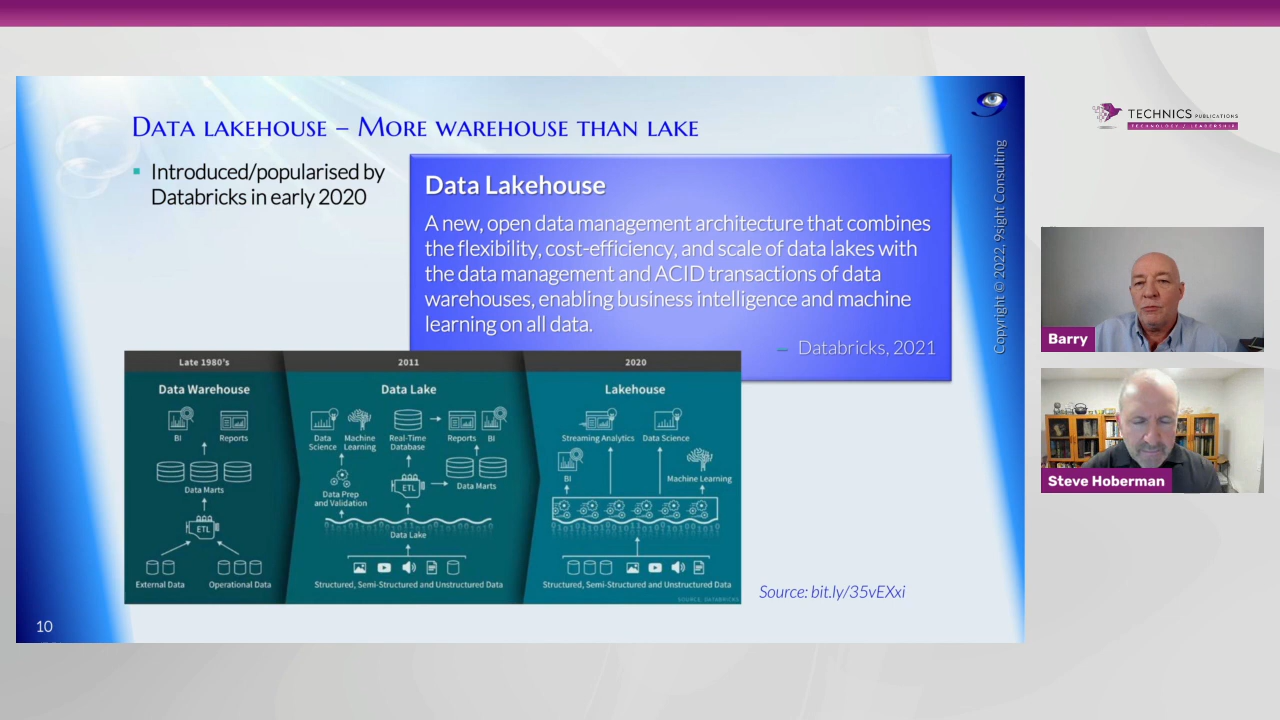 DATA LAKEHOUSE – MORE WAREHOUSE THAN LAKE
Introduced/popularised by
Databricks in early 2020
Data Lakehouse
A new, open data management architecture that combines
the flexibility, cost-efficiency, and scale of data lakes with
the data management and ACID transactions of data
warehouses, enabling business intelligence and machine
learning on all data.
– Databricks, 2021
Late 1980's
Data Warehouse
BI
Reports
Data Marts
ETL
External Data
Operational Data
2011
Data Lake
Data
Science
Machine
Learning
Real-Time
Database
Reports
BI
Data Prep
and Validation
ETL
Data Marts
Data Lake
Structured, Semi-Structured and Unstructured Data
2020
Lakehouse
Streaming Analytics
Data Science
BI
Machine Learning
Structured, Semi-Structured and Unstructured Data
SOURCE: DATABRICKS
Source: bit.ly/35vEXxi
10
9
Copyright © 2022, 9sight Consulting
TECHNICS PUBLICATIONS
TECHNOLOGY / LEADERSHIP
Barry
Steve Hoberman